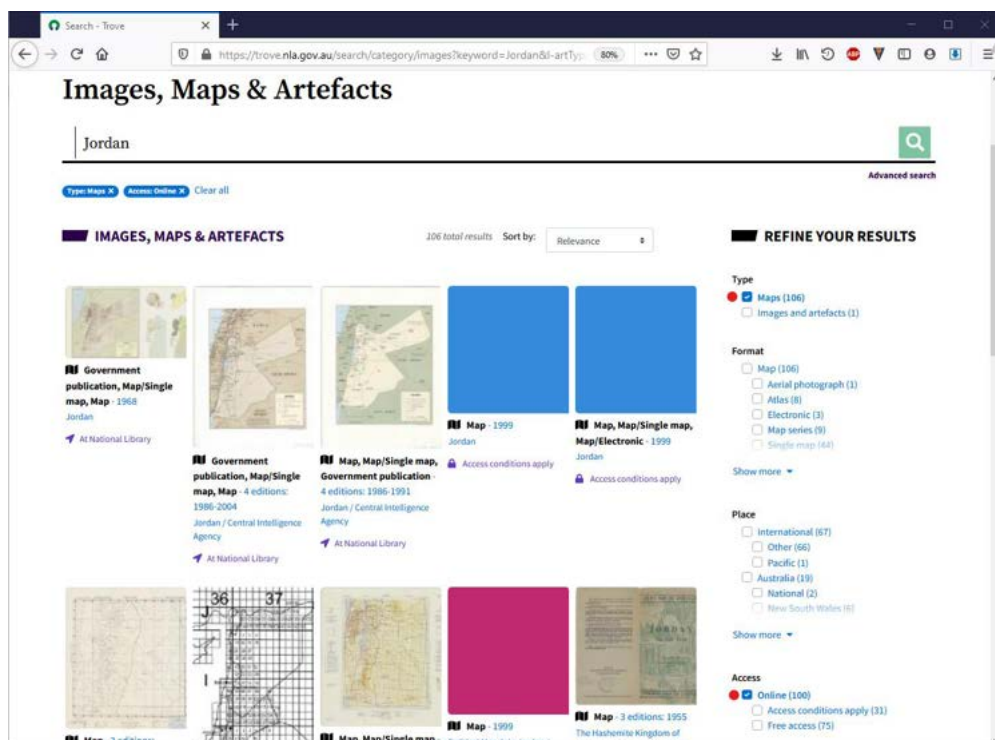 Search - Trove
https://trove.nla.gov.au/search/category/images?keyword=Jordan&l-artTyp
80%
Images, Maps & Artefacts
Jordan
Advanced search
Type: Maps X Access: Online X Clear all
IMAGES, MAPS & ARTEFACTS
106 total results Sort by: Relevance
REFINE YOUR RESULTS
Government
publication, Map/Single
map, Map - 1968
Jordan
At National Library
Government
publication, Map/Single
map, Map - 4 editions:
1986-2004
Jordan / Central Intelligence
Agency
At National Library
Map, Map/Single map,
Government publication -
4 editions: 1986-1991
Jordan / Central Intelligence
Agency
At National Library
Map - 1999
Jordan
Access conditions apply
Map, Map/Single map,
Map/Electronic - 1999
Jordan
Access conditions apply
36 37
J
I
JORDAN
Map - 1999
Map - 3 editions: 1955
The Hashemite Kingdom of
Type
Maps (106)
Images and artefacts (1)
Format
Map (106)
Aerial photograph (1)
Atlas (8)
Electronic (3)
Map series (9)
Single map (44)
Show more
Place
International (67)
Other (66)
Pacific (1)
Australia (19)
National (2)
New South Wales (6)
Show more
Access
Online (100)
Access conditions apply (31)
Free access (75)